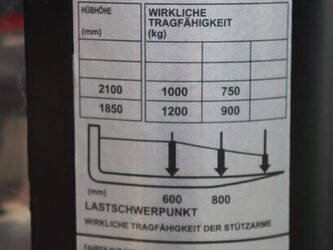 HUBHÖHE WIRKLICHE
TRAGFÄHIGKEIT
(mm) (kg)
2100 1000 750
1850 1200 900
(mm) 600 800
LASTSCHWERPUNKT
WIRKLICHE TRAGFÄHIGKEIT DER STÜTZARME